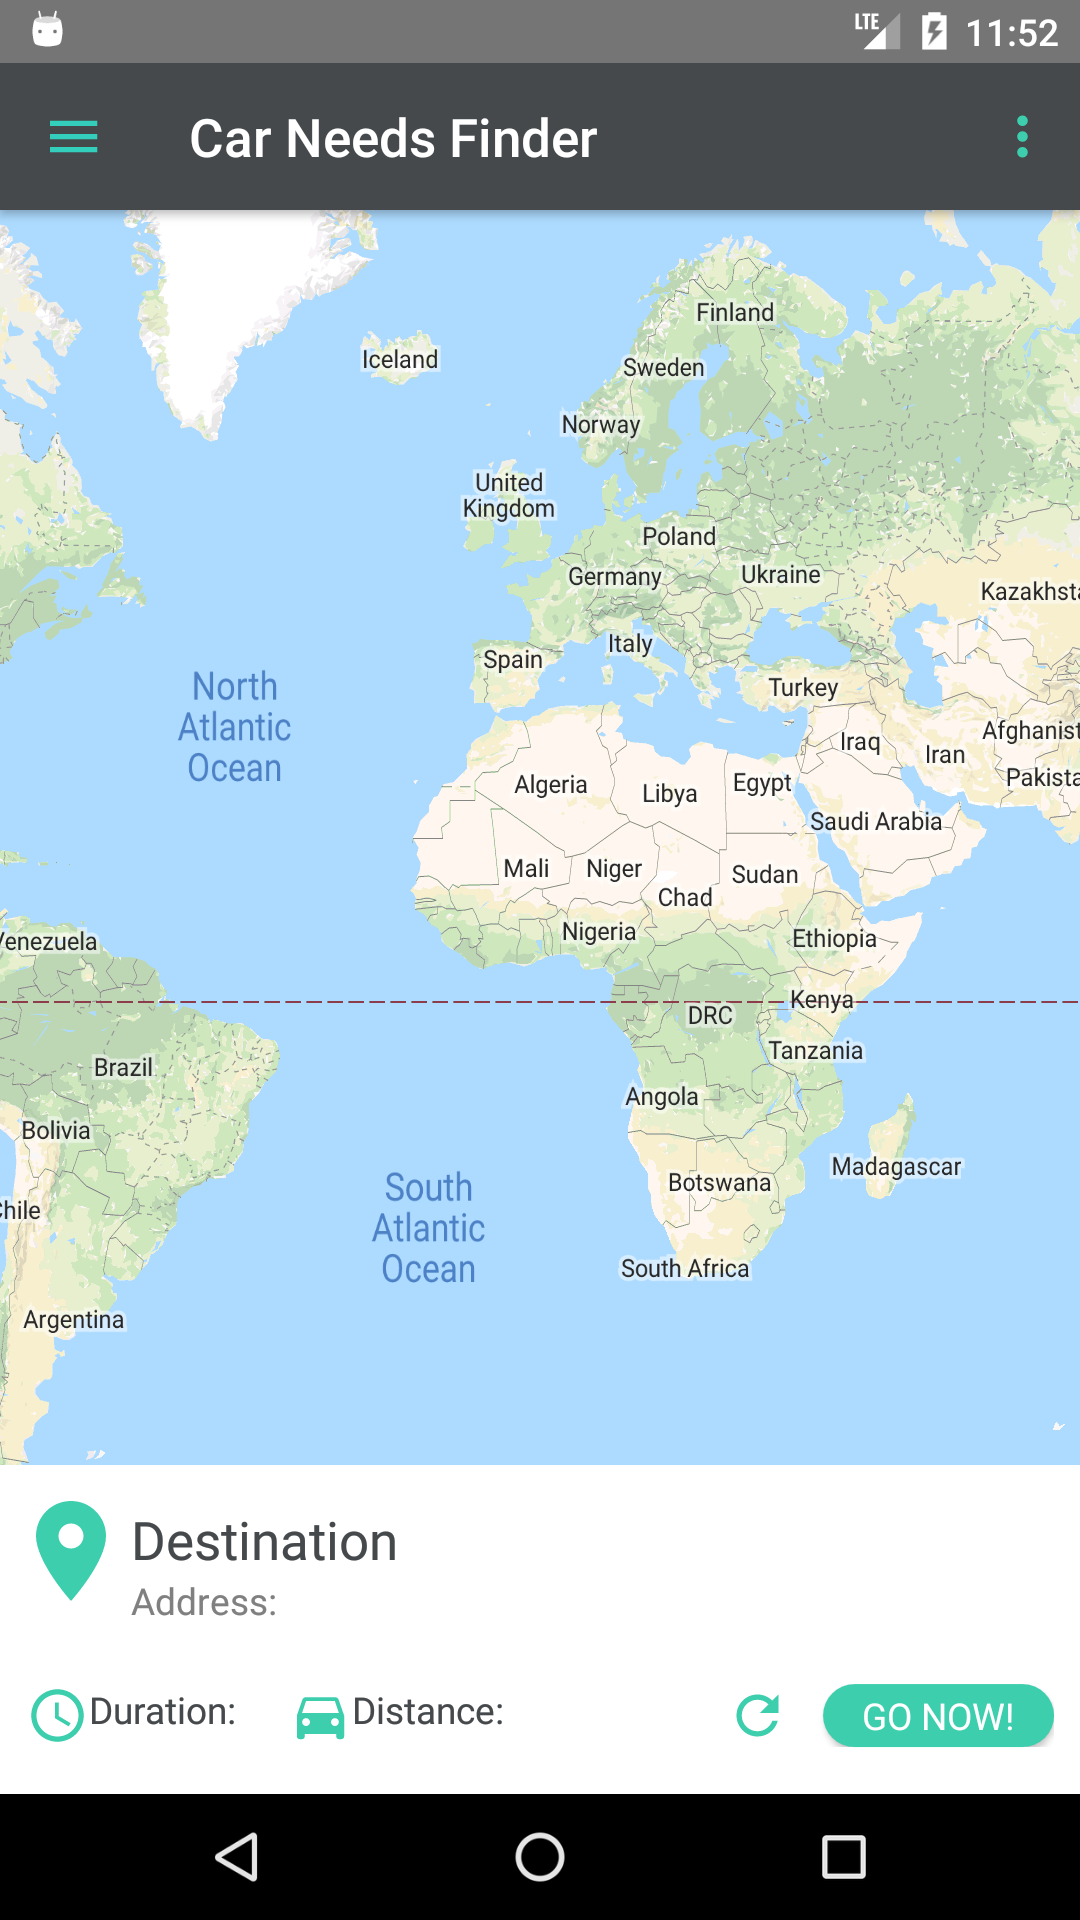 LTE 11:52
Car Needs Finder
Finland
Iceland
Sweden
Norway
United
Kingdom
Poland
Germany
Ukraine
Kazakhsta
Italy
Spain
North
Atlantic
Ocean
Turkey
Afghanist
Iraq
Iran
Pakista
Algeria
Libya
Egypt
Saudi Arabia
Mali
Niger
Sudan
Chad
Nigeria
Ethiopia
Venezuela
Kenya
DRC
Tanzania
Brazil
Angola
Bolivia
Madagascar
Botswana
South
Atlantic
Ocean
Chile
South Africa
Argentina
Destination
Address:
Duration: Distance: GO NOW!